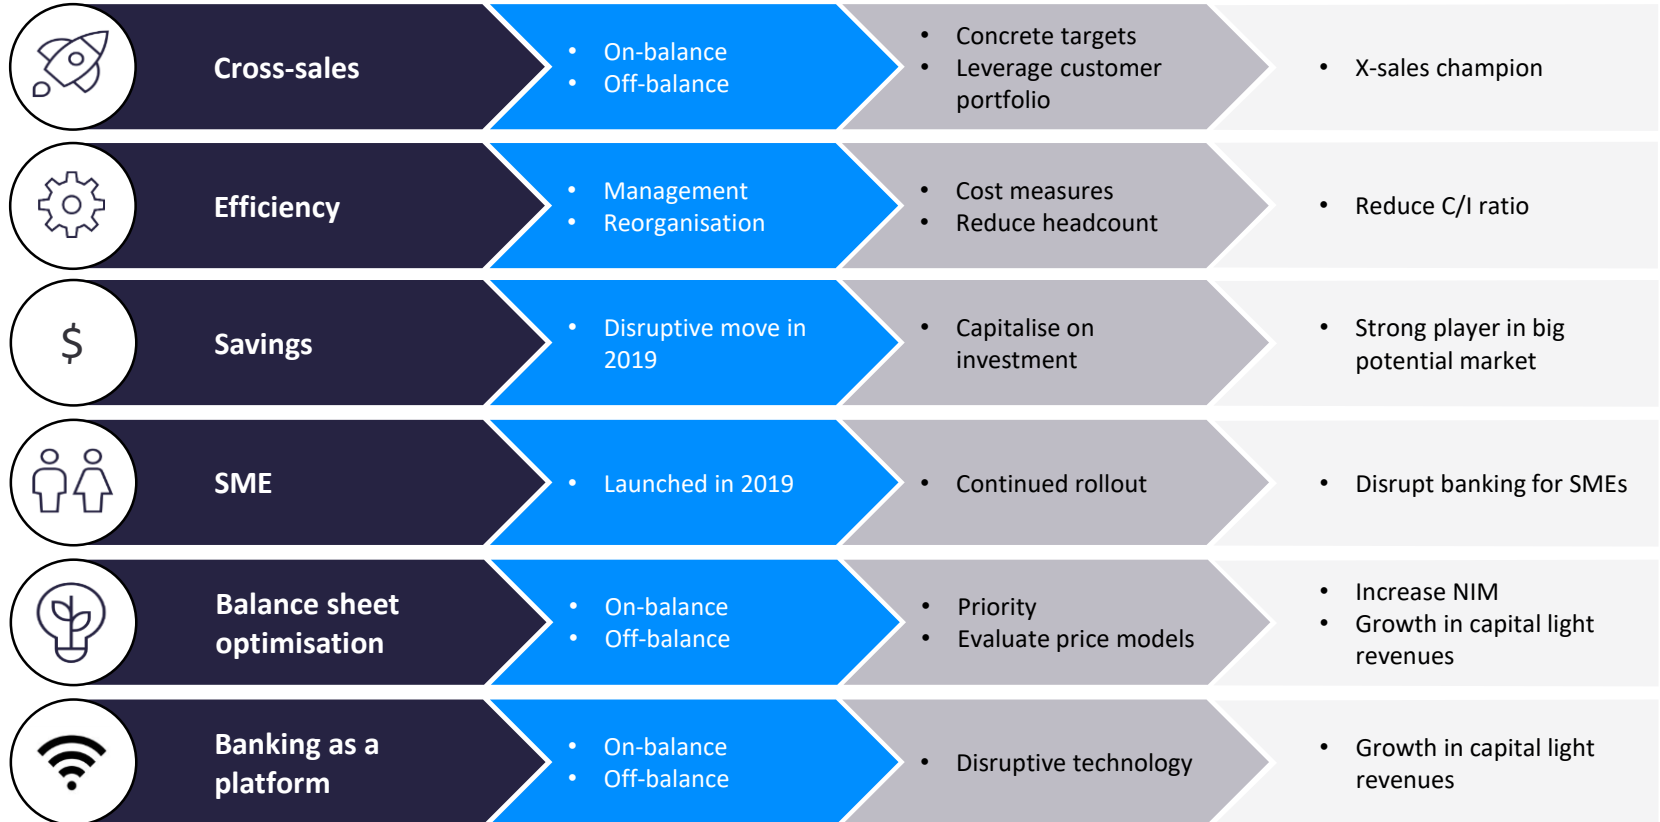 Cross-sales
• On-balance
• Off-balance
• Concrete targets
• Leverage customer
portfolio
• X-sales champion
Efficiency
• Management
• Reorganisation
• Cost measures
• Reduce headcount
• Reduce C/I ratio
$
Savings
• Disruptive move in
2019
• Capitalise on
investment
• Strong player in big
potential market
SME
• Launched in 2019
• Continued rollout
• Disrupt banking for SMEs
Balance sheet
optimisation
• On-balance
• Off-balance
• Priority
• Evaluate price models
• Increase NIM
• Growth in capital light
revenues
Banking as a
platform
• On-balance
• Off-balance
• Disruptive technology
• Growth in capital light
revenues